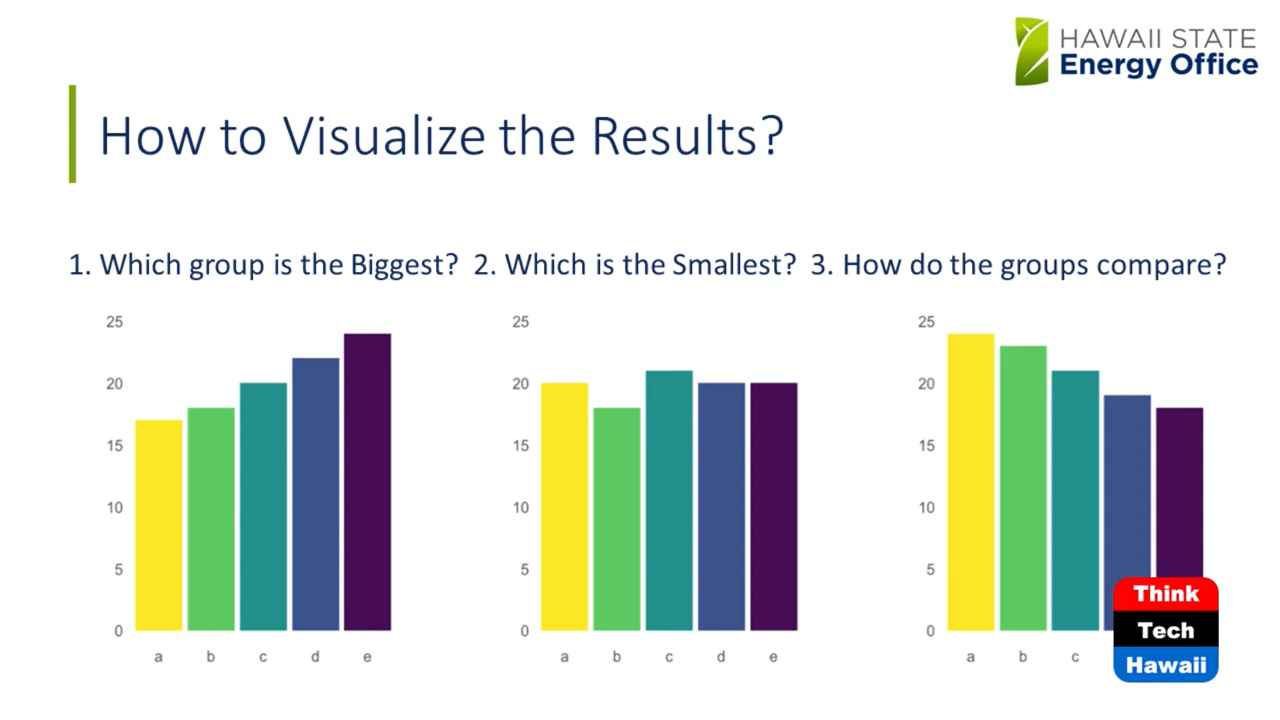 HAWAII STATE
Energy Office
How to Visualize the Results?
1. Which group is the Biggest? 2. Which is the Smallest? 3. How do the groups compare?
25
20
15
10
5
0
a b c d e
25
20
15
10
5
0
a b c d e
25
20
15
10
5
0
a b c
Think
Tech
Hawaii